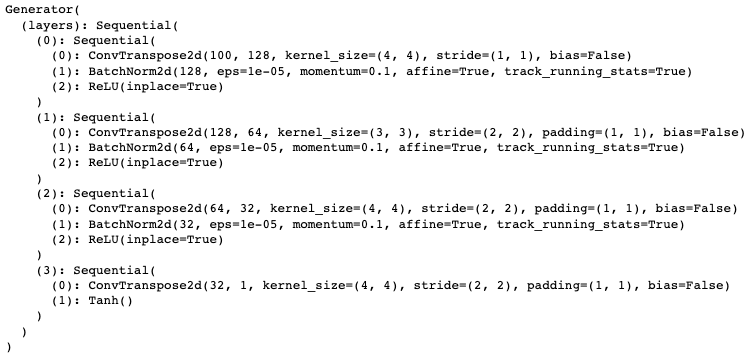 Generator(
  (layers): Sequential(
    (0): Sequential(
      (0): ConvTranspose2d(100, 128, kernel_size=(4, 4), stride=(1, 1), bias=False)
      (1): BatchNorm2d(128, eps=1e-05, momentum=0.1, affine=True, track_running_stats=True)
      (2): ReLU(inplace=True)
    )
    (1): Sequential(
      (0): ConvTranspose2d(128, 64, kernel_size=(3, 3), stride=(2, 2), padding=(1, 1), bias=False)
      (1): BatchNorm2d(64, eps=1e-05, momentum=0.1, affine=True, track_running_stats=True)
      (2): ReLU(inplace=True)
    )
    (2): Sequential(
      (0): ConvTranspose2d(64, 32, kernel_size=(4, 4), stride=(2, 2), padding=(1, 1), bias=False)
      (1): BatchNorm2d(32, eps=1e-05, momentum=0.1, affine=True, track_running_stats=True)
      (2): ReLU(inplace=True)
    )
    (3): Sequential(
      (0): ConvTranspose2d(32, 1, kernel_size=(4, 4), stride=(2, 2), padding=(1, 1), bias=False)
      (1): Tanh()
    )
  )
)